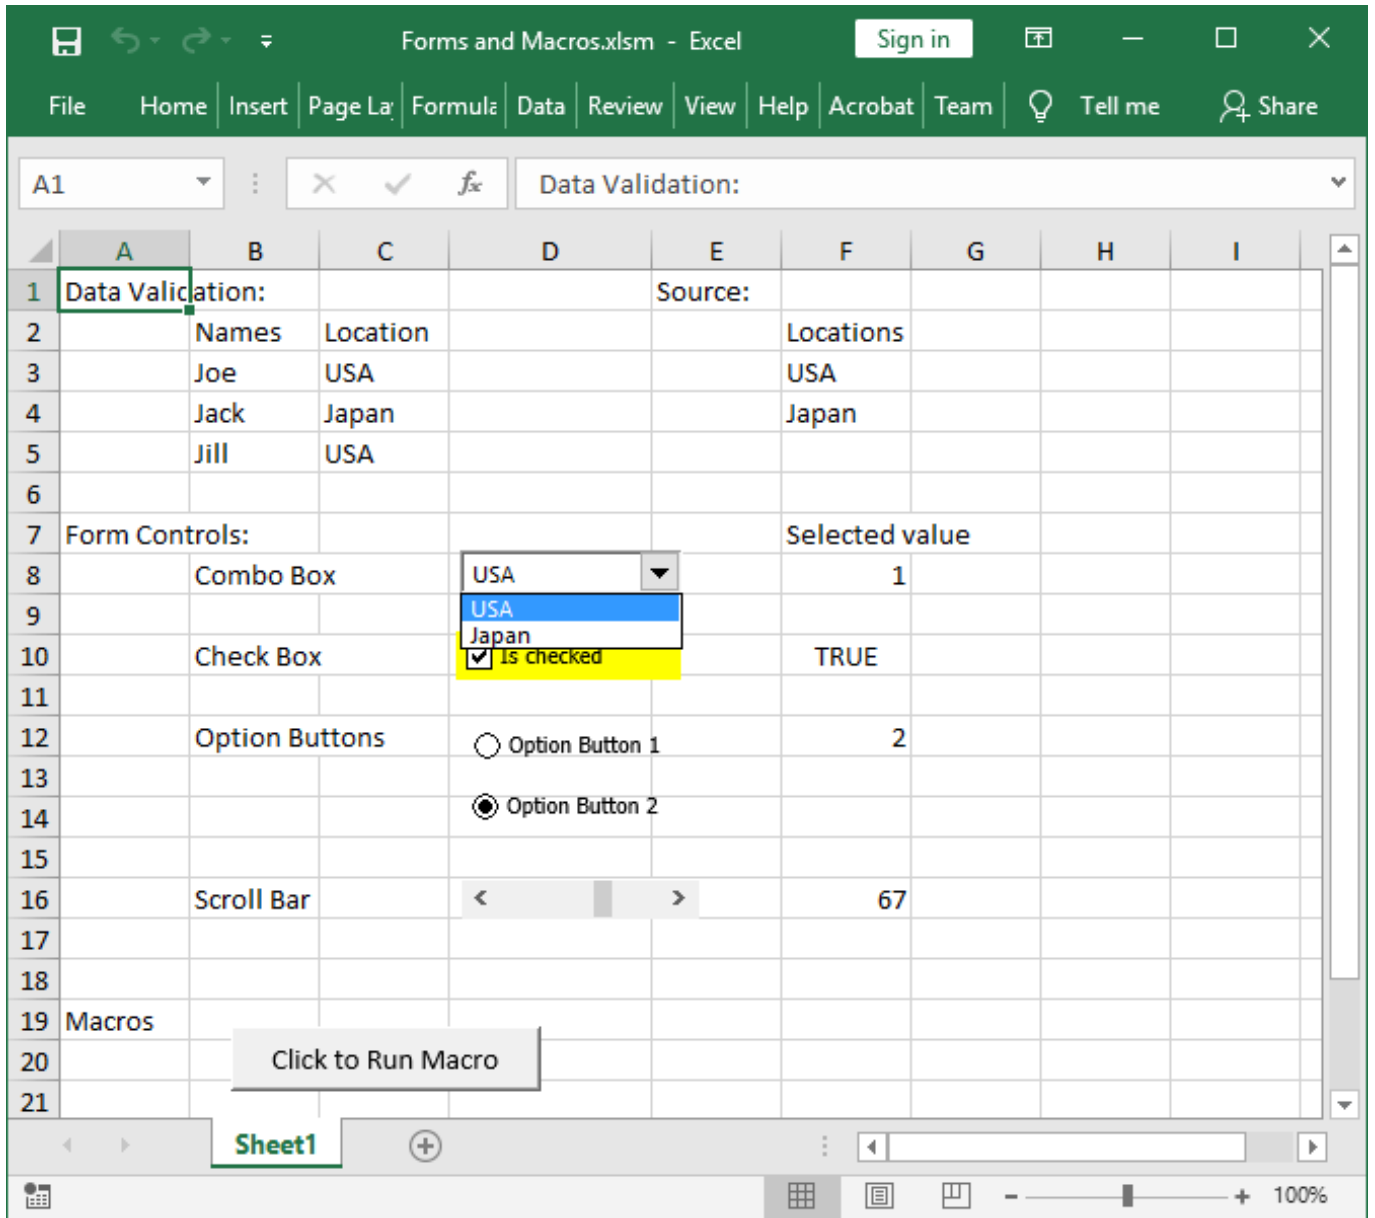 Forms and Macros.xlsm - Excel Sign in
File Home Insert Page La Formula Data Review View Help Acrobat Team Tell me Share
A1 fx Data Validation:
A B C D E F G H I
1 Data Validation: Source:
2 Names Location Locations
3 Joe USA USA
4 Jack Japan Japan
5 Jill USA
6
7 Form Controls: Selected value
8 Combo Box USA 1
9 USA
Japan
10 Check Box Is checked TRUE
11
12 Option Buttons Option Button 1 2
13
14 Option Button 2
15
16 Scroll Bar 67
17
18
19 Macros
20 Click to Run Macro
21
Sheet1
100%